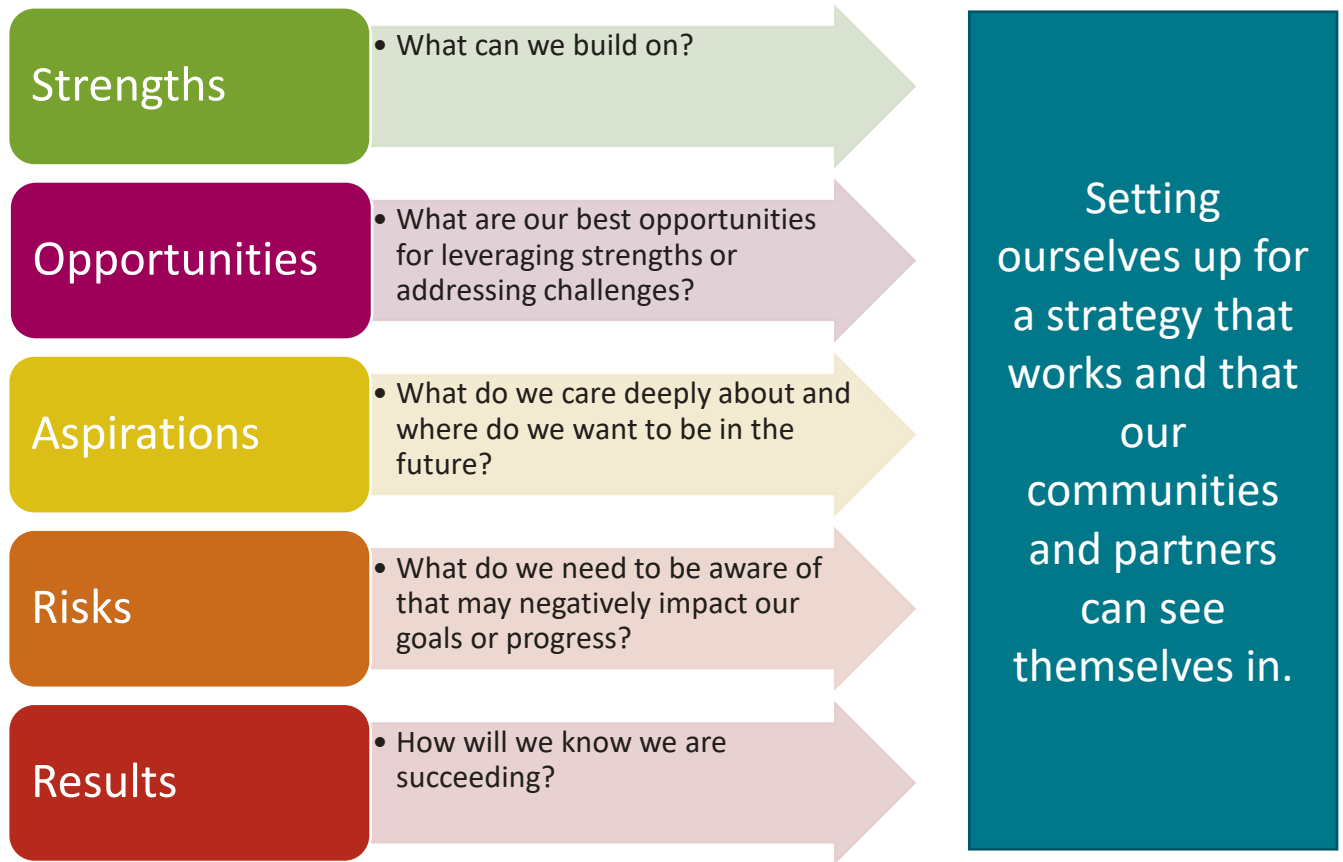 Strengths
• What can we build on?
Opportunities
• What are our best opportunities
for leveraging strengths or
addressing challenges?
Aspirations
• What do we care deeply about and
where do we want to be in the
future?
Risks
• What do we need to be aware of
that may negatively impact our
goals or progress?
Results
• How will we know we are
succeeding?
Setting
ourselves up for
a strategy that
works and that
our
communities
and partners
can see
themselves in.